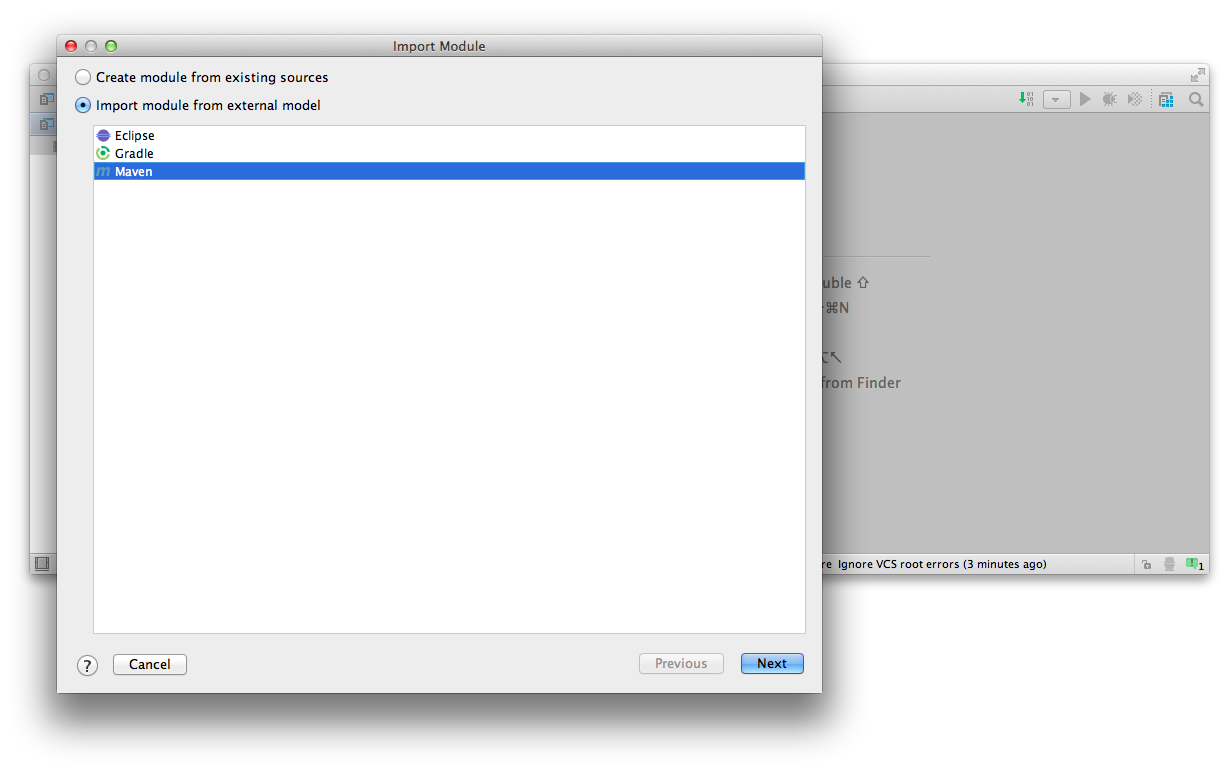 Import Module
Create module from existing sources
Import module from external model
Eclipse
Gradle
Maven
uble ⇧
⌘N
⌥↖
from Finder
re Ignore VCS root errors (3 minutes ago)
1
?
Cancel
Previous
Next